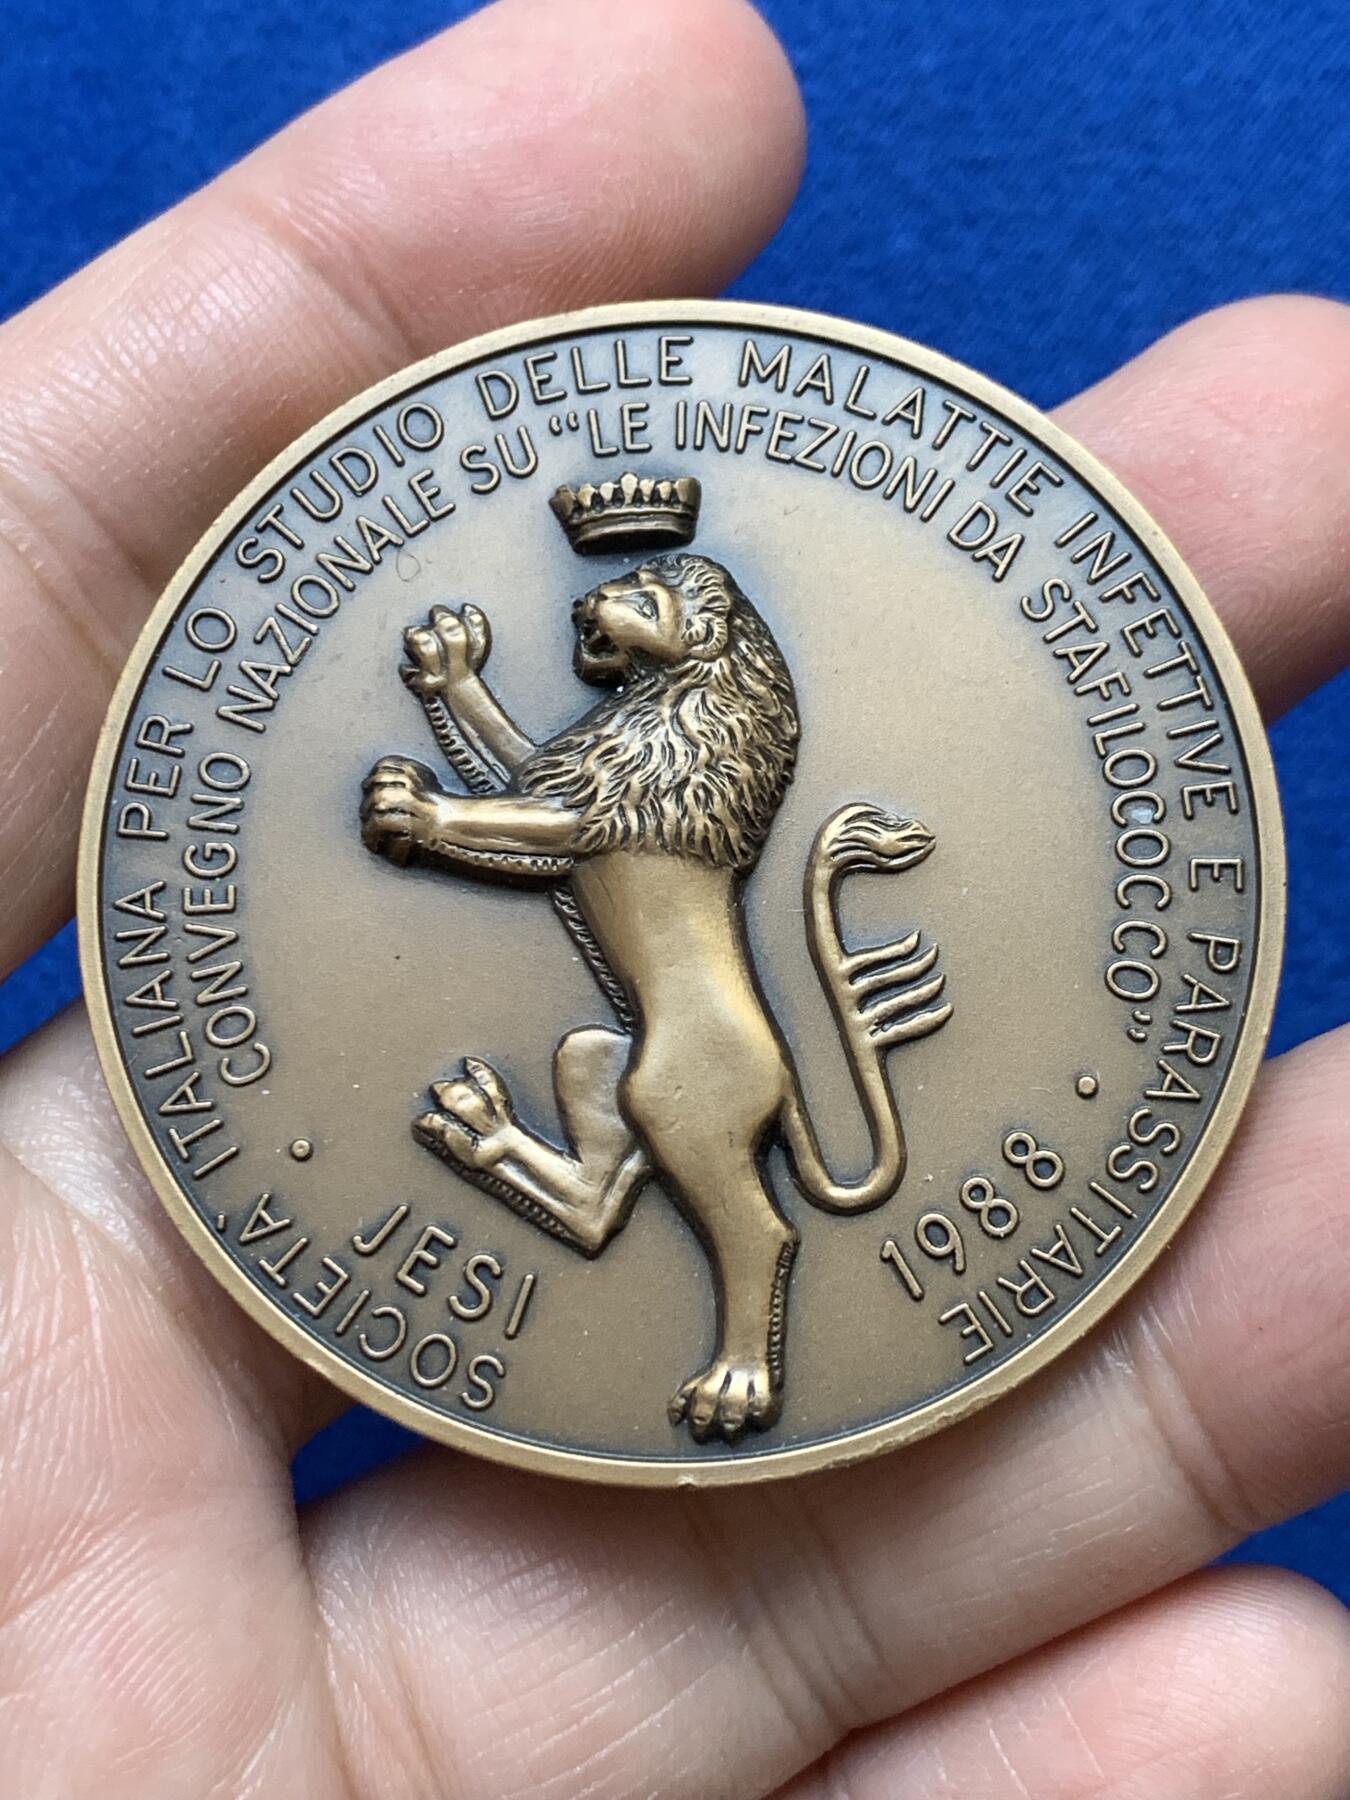 SOCIETA' ITALIANA PER LO STUDIO DELLE MALATTIE INFETTIVE E PARASSITARIE
CONVEGNO NAZIONALE SU “LE INFEZIONI DA STAFILOCOCCO”
JESI
1988